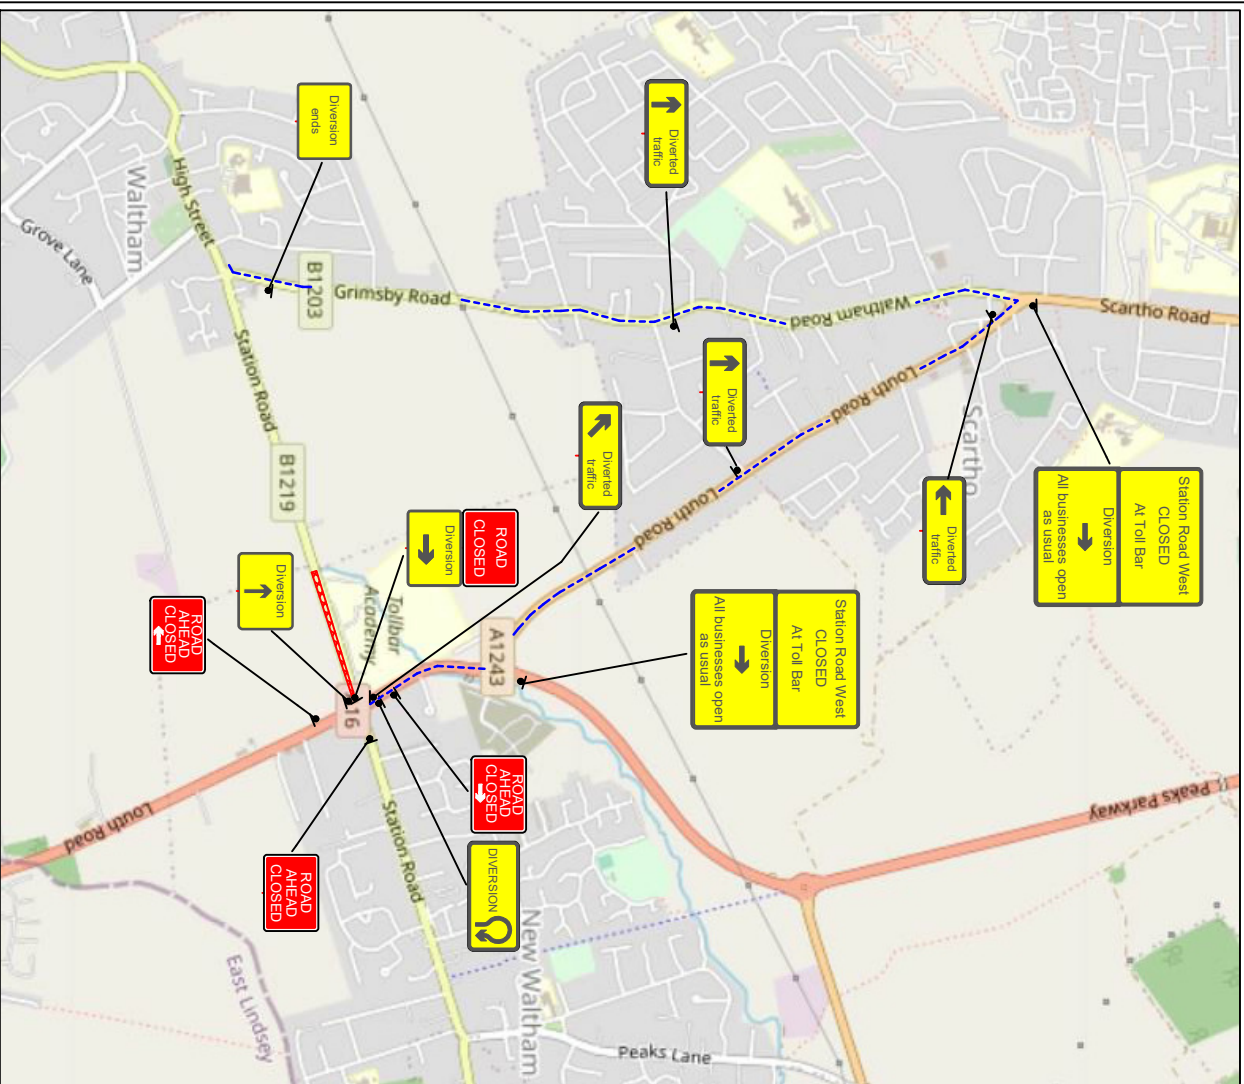 Diversion
ends
Diverted
traffic
Diverted
traffic
Diverted
traffic
Diverted
traffic
Station Road West
CLOSED
At Toll Bar
Diversion
All businesses open
as usual
Station Road West
CLOSED
At Toll Bar
Diversion
All businesses open
as usual
ROAD
CLOSED
Diversion
Diversion
ROAD
AHEAD
CLOSED
ROAD
AHEAD
CLOSED
ROAD
AHEAD
CLOSED
DIVERSION
Waltham
High Street
Grove Lane
B1203
Grimsby Road
Waltham Road
Scartho Road
Scartho
Louth Road
Louth Road
Station Road
B1219
Tollbar
Academy
A1243
16
Louth Road
Station Road
New Waltham
East Lindsey
Peaks Lane
Peaks Parkway